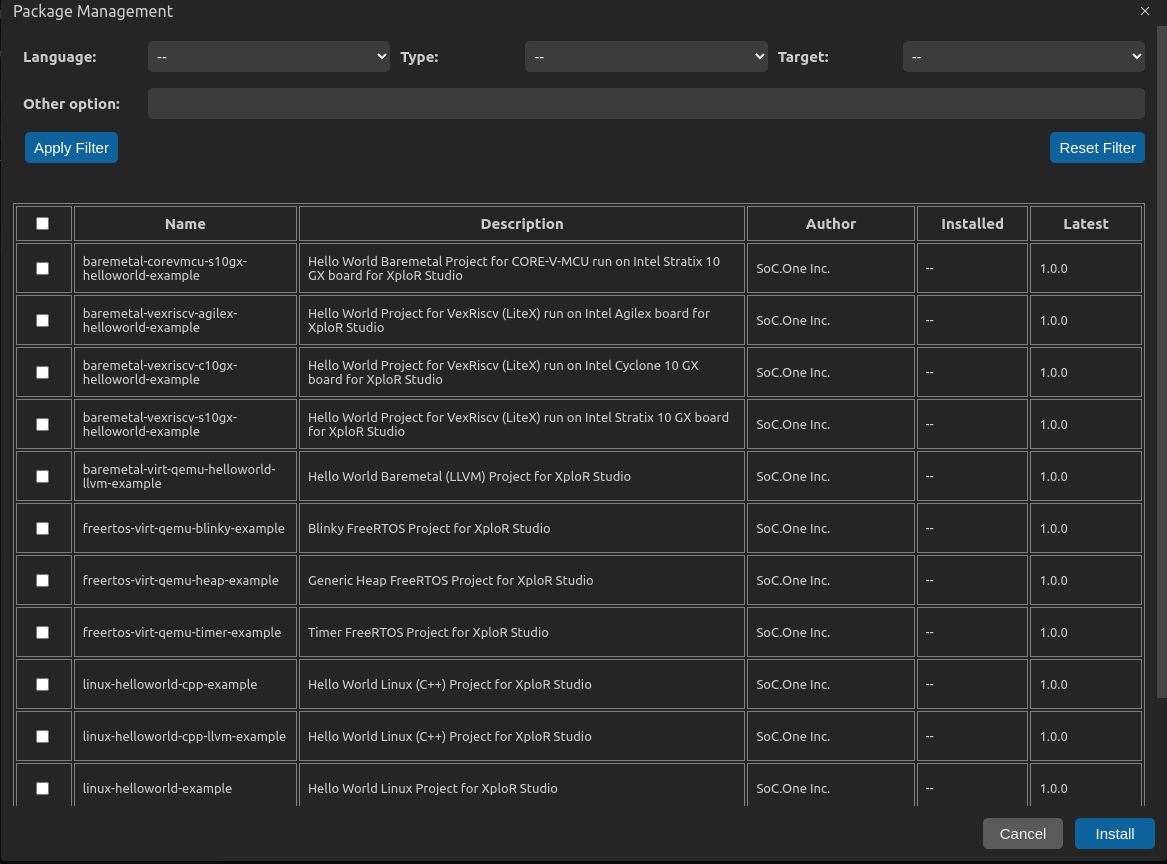 Package Management ×
Language: -- Type: -- Target: --
Other option:
Apply Filter Reset Filter
Name Description Author Installed Latest
baremetal-corevmcu-s10gx-
helloworld-example
Hello World Baremetal Project for CORE-V-MCU run on Intel Stratix 10
GX board for XploR Studio
SoC.One Inc. -- 1.0.0
baremetal-vexriscv-agilex-
helloworld-example
Hello World Project for VexRiscv (LiteX) run on Intel Agilex board for
XploR Studio
SoC.One Inc. -- 1.0.0
baremetal-vexriscv-c10gx-
helloworld-example
Hello World Project for VexRiscv (LiteX) run on Intel Cyclone 10 GX
board for XploR Studio
SoC.One Inc. -- 1.0.0
baremetal-vexriscv-s10gx-
helloworld-example
Hello World Project for VexRiscv (LiteX) run on Intel Stratix 10 GX board
for XploR Studio
SoC.One Inc. -- 1.0.0
baremetal-virt-qemu-helloworld-
llvm-example
Hello World Baremetal (LLVM) Project for XploR Studio
SoC.One Inc. -- 1.0.0
freertos-virt-qemu-blinky-example Blinky FreeRTOS Project for XploR Studio SoC.One Inc. -- 1.0.0
freertos-virt-qemu-heap-example Generic Heap FreeRTOS Project for XploR Studio SoC.One Inc. -- 1.0.0
freertos-virt-qemu-timer-example Timer FreeRTOS Project for XploR Studio SoC.One Inc. -- 1.0.0
linux-helloworld-cpp-example Hello World Linux (C++) Project for XploR Studio SoC.One Inc. -- 1.0.0
linux-helloworld-cpp-llvm-example Hello World Linux (C++) Project for XploR Studio SoC.One Inc. -- 1.0.0
linux-helloworld-example Hello World Linux Project for XploR Studio SoC.One Inc. -- 1.0.0
Cancel Install